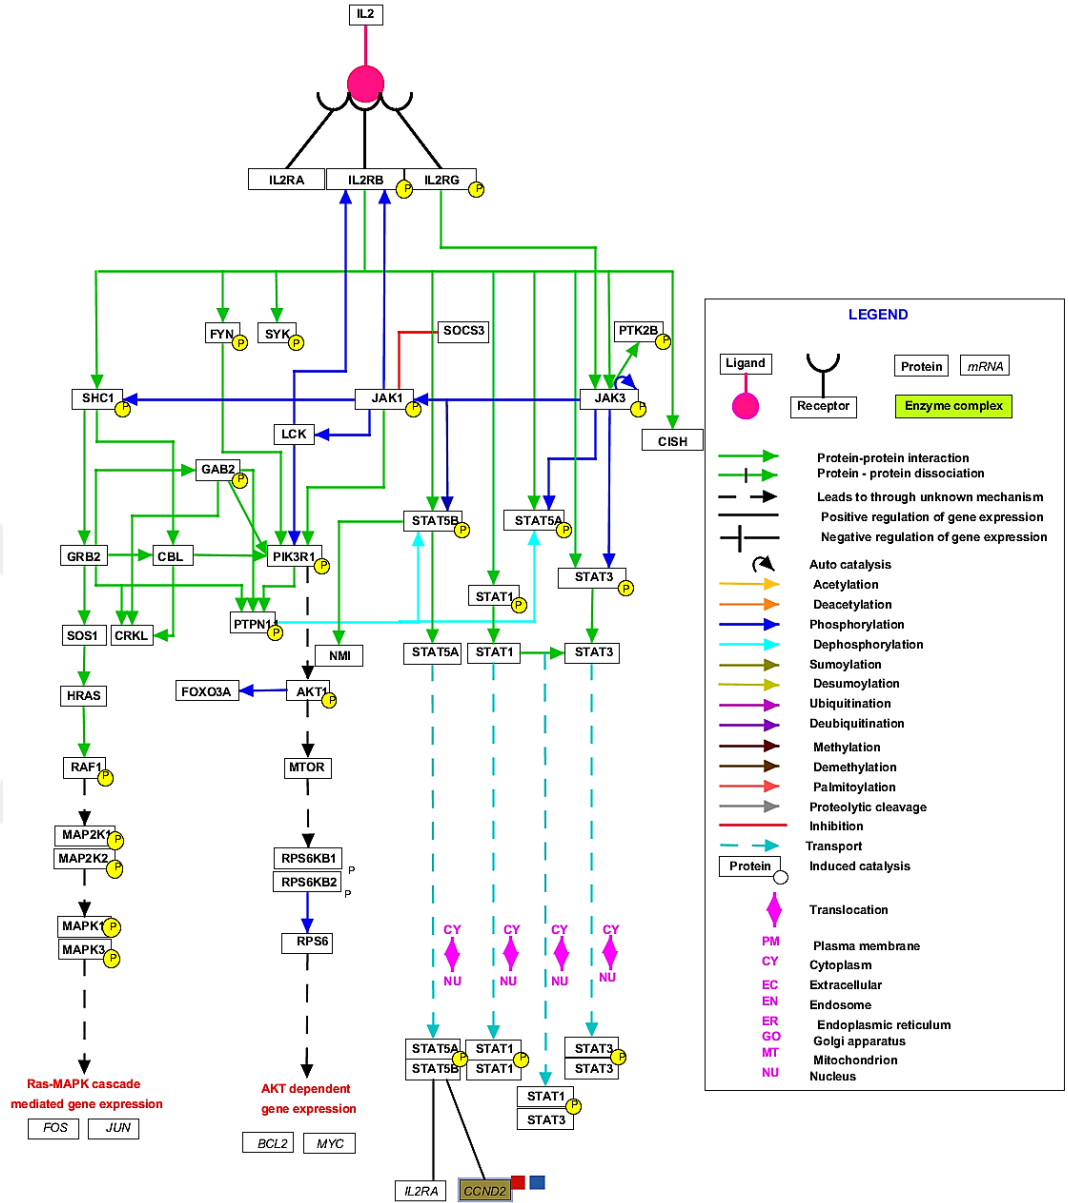 IL2
IL2RA
IL2RB
P
IL2RG
P
FYN
P
SYK
P
SOCS3
PTK2B
P
SHC1
P
JAK1
P
JAK3
P
LCK
CISH
GAB2
P
STAT5B
P
STAT5A
P
GRB2
CBL
PIK3R1
P
STAT3
P
STAT1
P
SOS1
CRKL
PTPN11
P
NMI
STAT5A
STAT1
STAT3
HRAS
FOXO3A
AKT1
P
RAF1
P
MTOR
MAP2K1
P
MAP2K2
P
RPS6KB1
P
RPS6KB2
P
MAPK1
P
MAPK3
P
RPS6
CY
NU
CY
NU
CY
NU
CY
NU
STAT5A
STAT5B
P
STAT1
STAT1
P
STAT3
STAT3
P
STAT1
STAT3
P
Ras-MAPK cascade
mediated gene expression
FOS
JUN
AKT dependent
gene expression
BCL2
MYC
IL2RA
CCND2
LEGEND
Ligand
Receptor
Protein
mRNA
Enzyme complex
Protein-protein interaction
Protein - protein dissociation
Leads to through unknown mechanism
Positive regulation of gene expression
Negative regulation of gene expression
Auto catalysis
Acetylation
Deacetylation
Phosphorylation
Dephosphorylation
Sumoylation
Desumoylation
Ubiquitination
Deubiquitination
Methylation
Demethylation
Palmitoylation
Proteolytic cleavage
Inhibition
Transport
Protein
Induced catalysis
Translocation
PM Plasma membrane
CY Cytoplasm
EC Extracellular
EN Endosome
ER Endoplasmic reticulum
GO Golgi apparatus
MT Mitochondrion
NU Nucleus